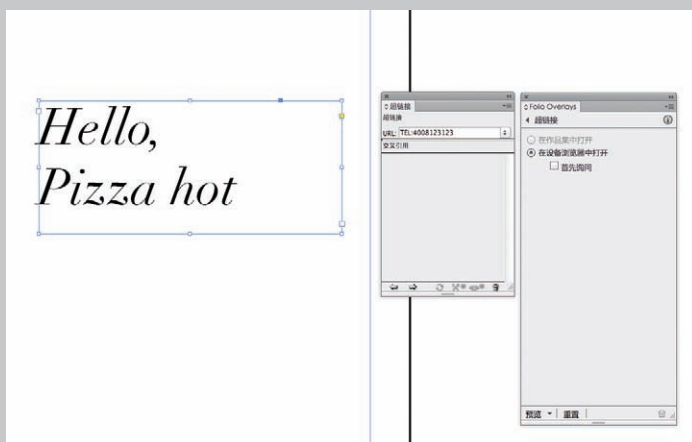 Hello,
Pizza hot
超链接
超链接
URL: TEL:4008123123
交叉引用
Folio Overlays
超链接
在作品集中打开
在设备浏览器中打开
首先询问
预览
重置